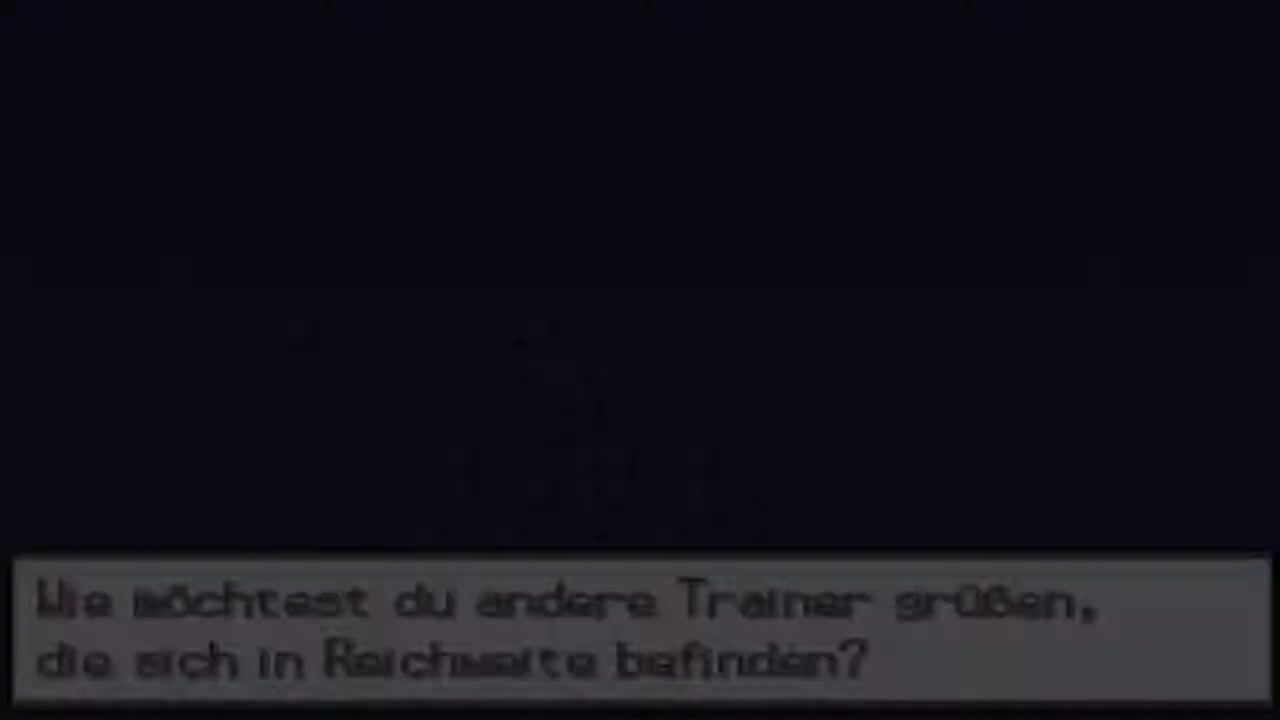 Wie möchtest du andere Trainer grüßen,
die sich in Reichweite befinden?